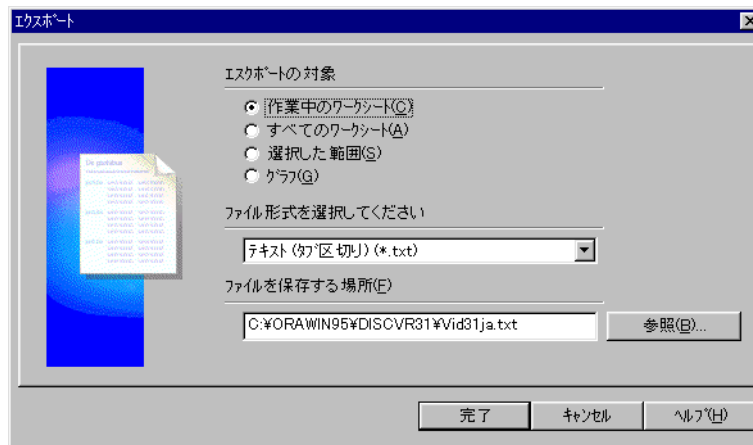 ｴｸｽﾎﾟｰﾄ
ｴｽｸﾎﾟｰﾄの対象
作業中のﾜｰｸｼｰﾄ(C)
すべてのﾜｰｸｼｰﾄ(A)
選択した範囲(S)
ｸﾞﾗﾌ(G)
ﾌｧｲﾙ形式を選択してください
ﾃｷｽﾄ (ﾀﾌﾞ区切り) (*.txt)
ﾌｧｲﾙを保存する場所(F)
C:¥ORAWIN95¥DISCVR31¥Vid31ja.txt
参照(B)...
完了
ｷｬﾝｾﾙ
ﾍﾙﾌﾟ(H)